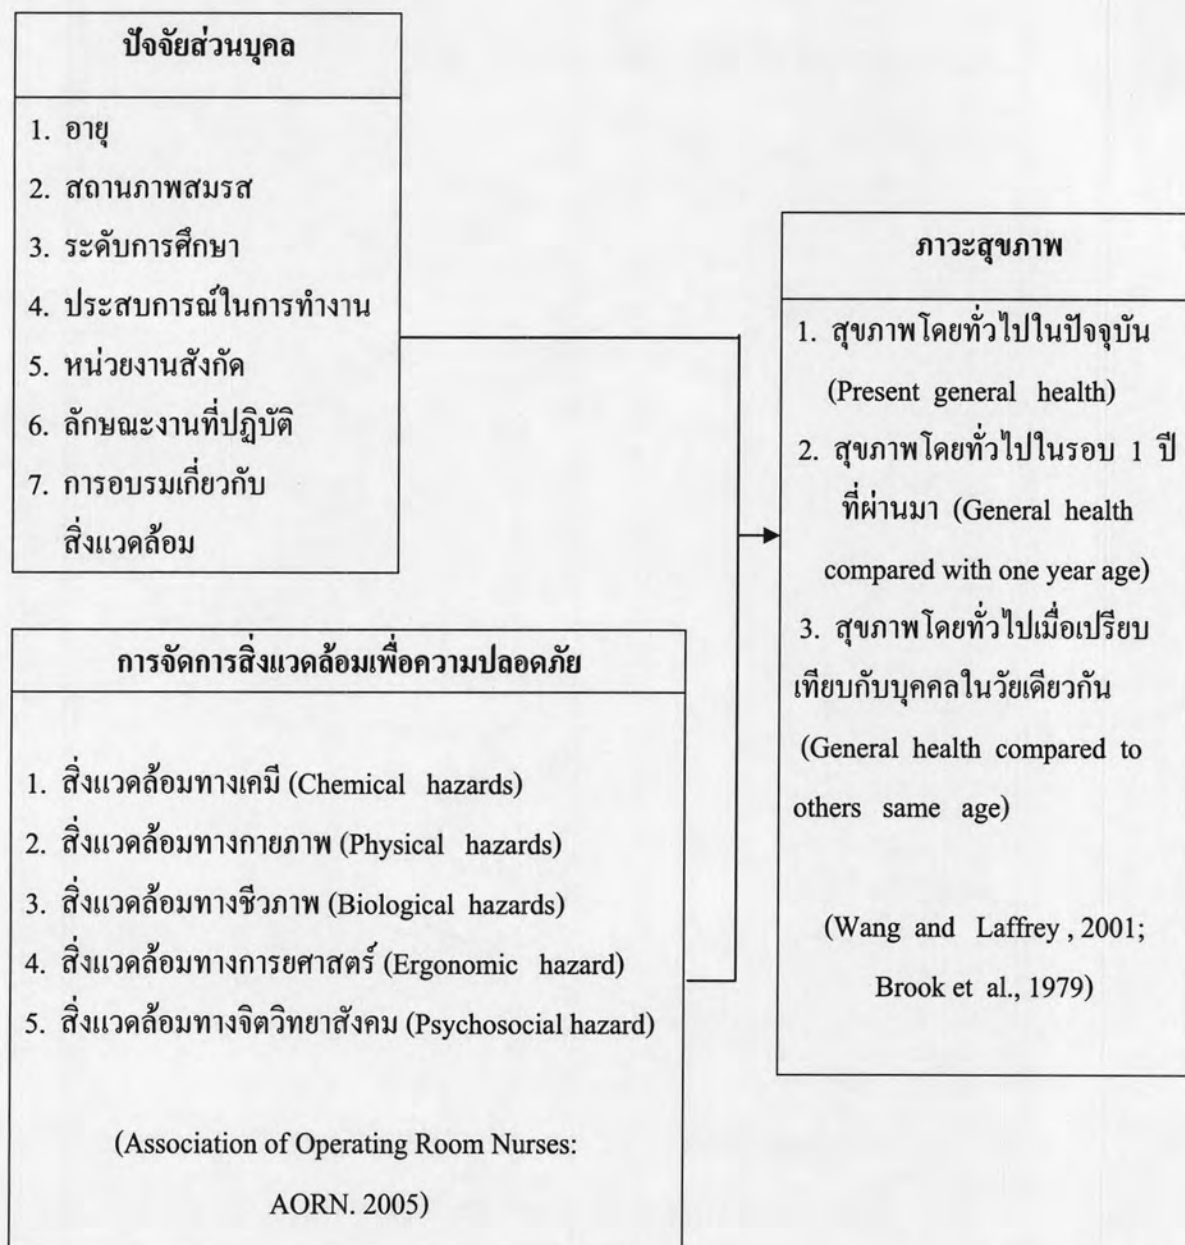 ปัจจัยส่วนบุคล
1. อายุ
2. สถานภาพสมรส
3. ระดับการศึกษา
4. ประสบการณ์ในการทำงาน
5. หน่วยงานสังกัด
6. ลักษณะงานที่ปฏิบัติ
7. การอบรมเกี่ยวกับ
สิ่งแวดล้อม
การจัดการสิ่งแวดล้อมเพื่อความปลอดภัย
1. สิ่งแวดล้อมทางเคมี (Chemical hazards)
2. สิ่งแวดล้อมทางกายภาพ (Physical hazards)
3. สิ่งแวดล้อมทางชีวภาพ (Biological hazards)
4. สิ่งแวดล้อมทางการยศาสตร์ (Ergonomic hazard)
5. สิ่งแวดล้อมทางจิตวิทยาสังคม (Psychosocial hazard)
(Association of Operating Room Nurses:
AORN. 2005)
ภาวะสุขภาพ
1. สุขภาพโดยทั่วไปในปัจจุบัน
(Present general health)
2. สุขภาพโดยทั่วไปในรอบ 1 ปี
ที่ผ่านมา (General health
compared with one year age)
3. สุขภาพโดยทั่วไปเมื่อเปรียบ
เทียบกับบุคคลในวัยเดียวกัน
(General health compared to
others same age)
(Wang and Laffrey , 2001;
Brook et al., 1979)